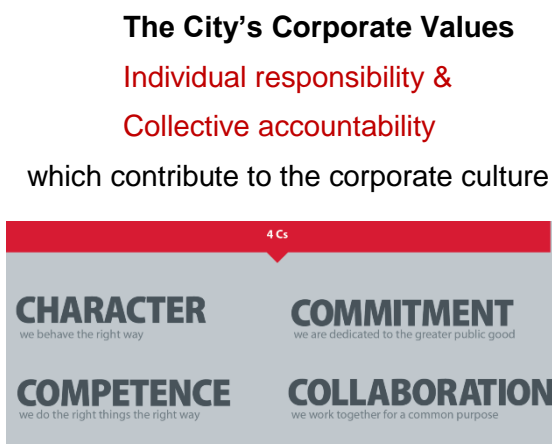 The City’s Corporate Values
Individual responsibility &
Collective accountability
which contribute to the corporate culture
4 Cs
CHARACTER
we behave the right way
COMMITMENT
we are dedicated to the greater public good
COMPETENCE
we do the right things the right way
COLLABORATION
we work together for a common purpose